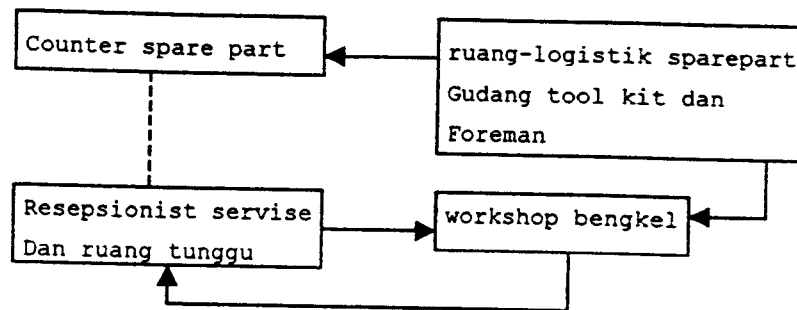 Counter spare part
ruang-logistik sparepart
Gudang tool kit dan
Foreman
Resepsionist servise
Dan ruang tunggu
workshop bengkel